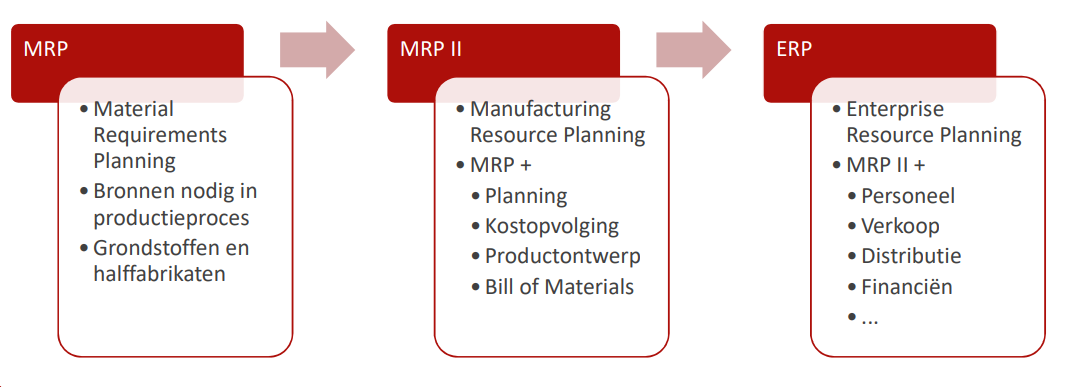 MRP
• Material
Requirements
Planning
• Bronnen nodig in
productieproces
• Grondstoffen en
halffabrikaten
MRP II
• Manufacturing
Resource Planning
• MRP +
• Planning
• Kostopvolging
• Productontwerp
• Bill of Materials
ERP
• Enterprise
Resource Planning
• MRP II +
• Personeel
• Verkoop
• Distributie
• Financiën
• ...